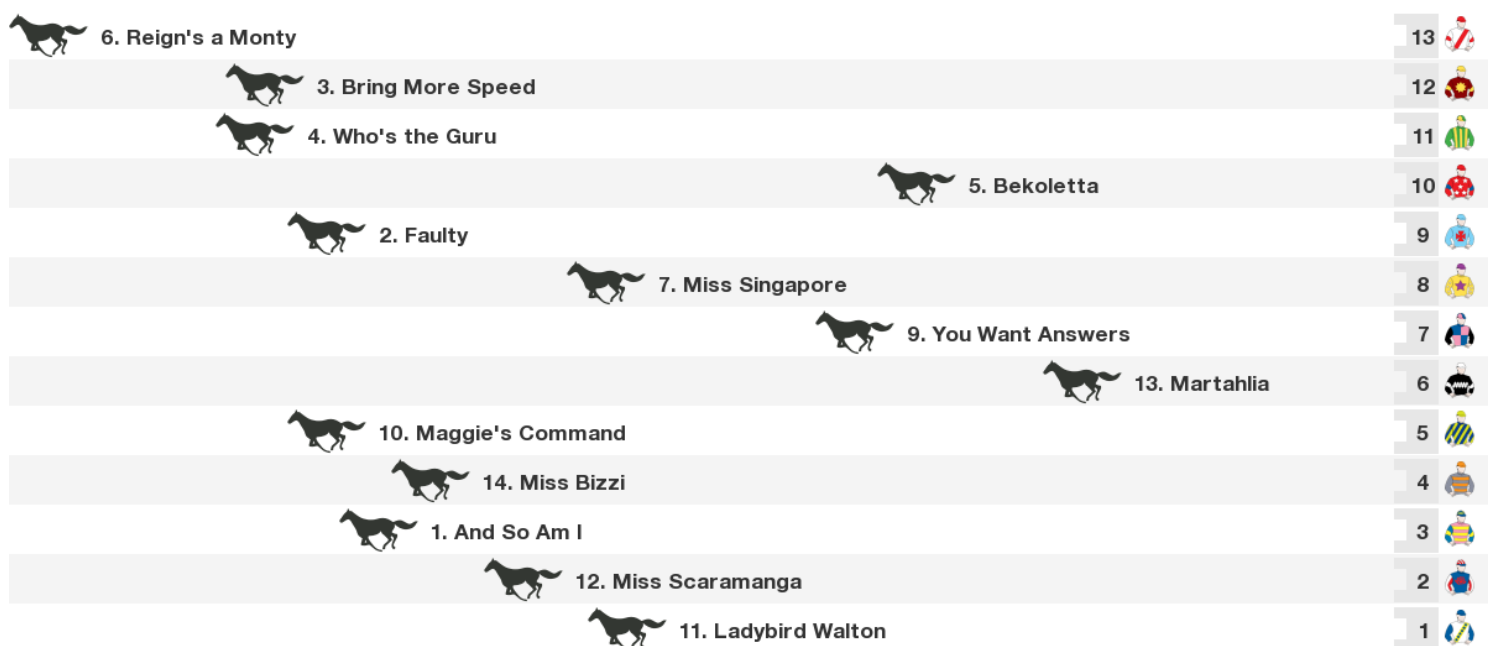 6. Reign's a Monty 13
3. Bring More Speed 12
4. Who's the Guru 11
5. Bekoletta 10
2. Faulty 9
7. Miss Singapore 8
9. You Want Answers 7
13. Martahlia 6
10. Maggie's Command 5
14. Miss Bizzi 4
1. And So Am I 3
12. Miss Scaramanga 2
11. Ladybird Walton 1